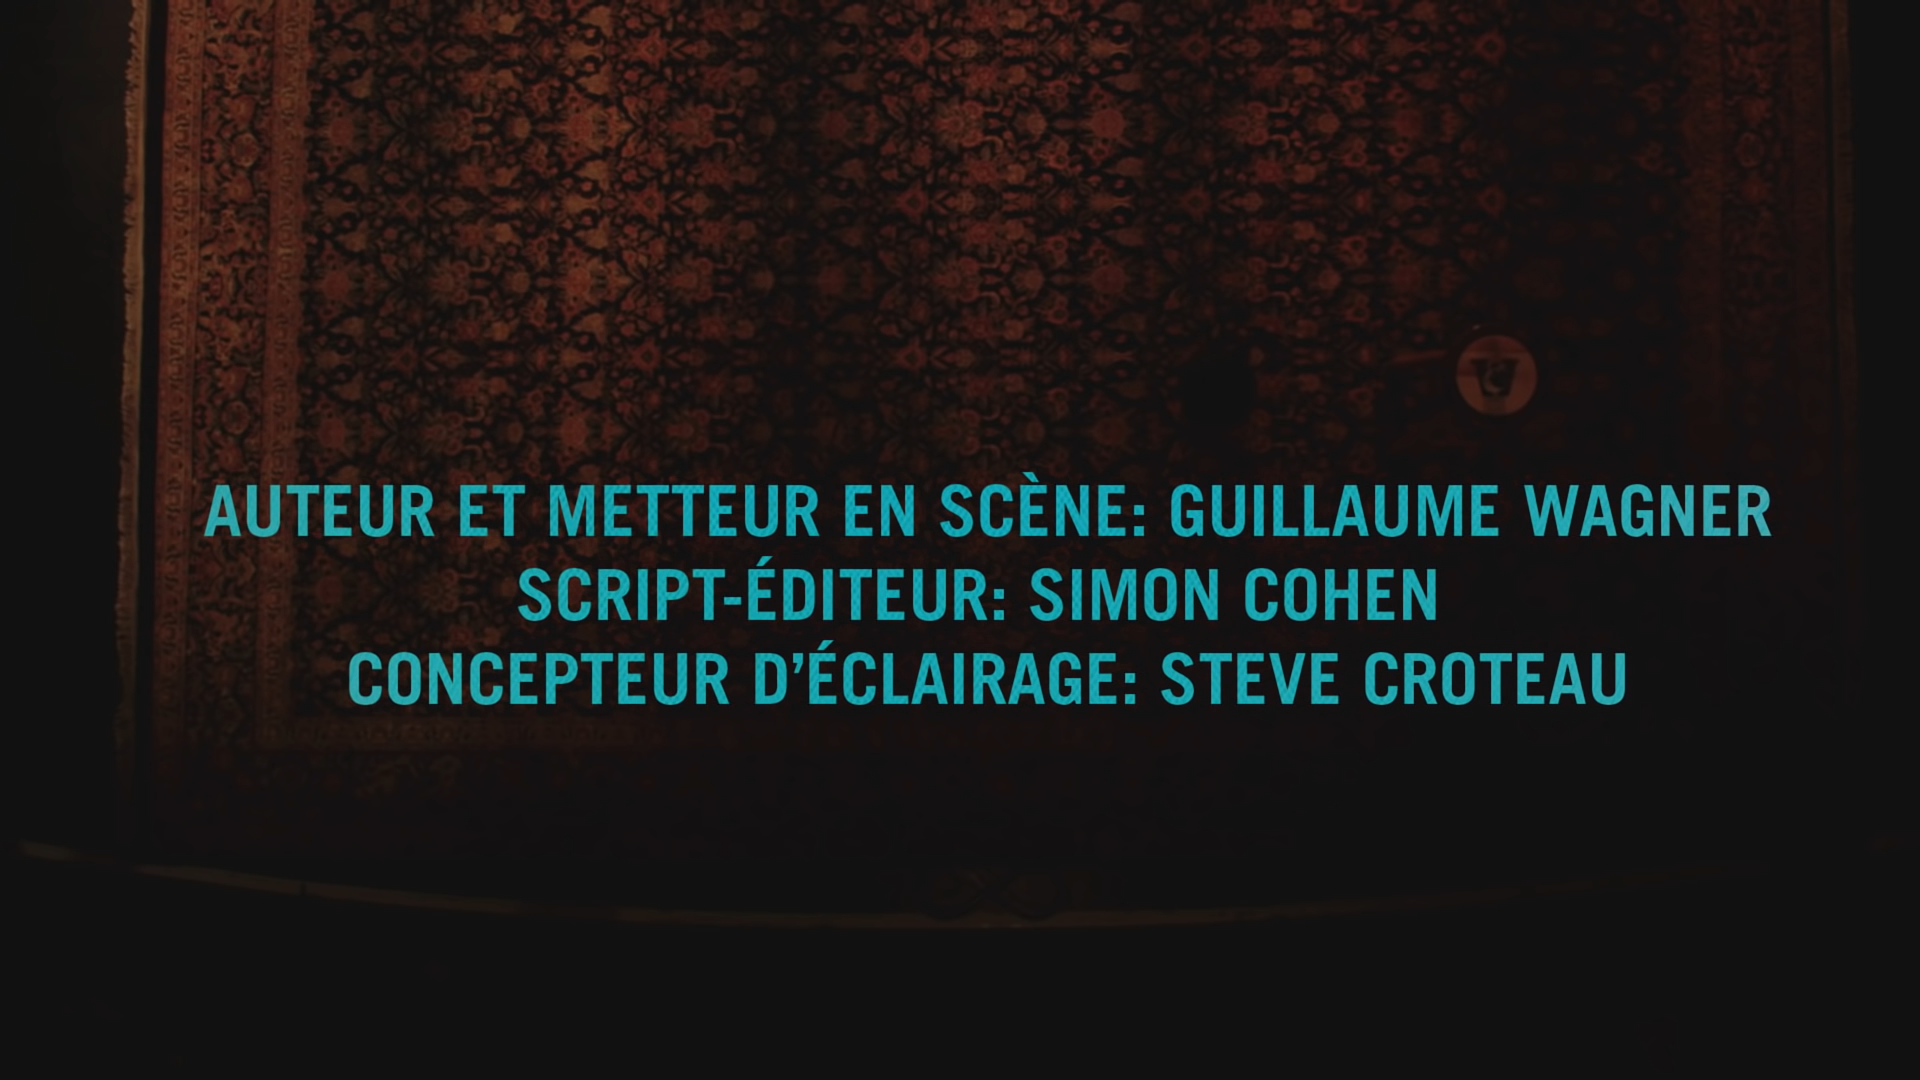 AUTEUR ET METTEUR EN SCÈNE: GUILLAUME WAGNER
SCRIPT-ÉDITEUR: SIMON COHEN
CONCEPTEUR D’ÉCLAIRAGE: STEVE CROTEAU